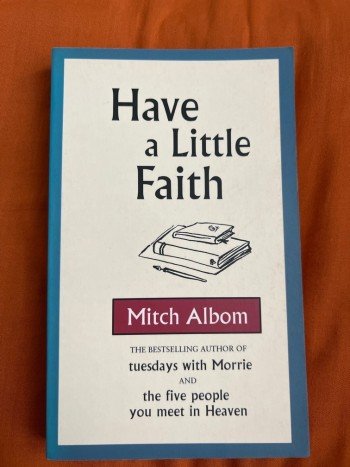 Have
a Little
Faith
Mitch Albom
THE BESTSELLING AUTHOR OF
tuesdays with Morrie
AND
the five people
you meet in Heaven